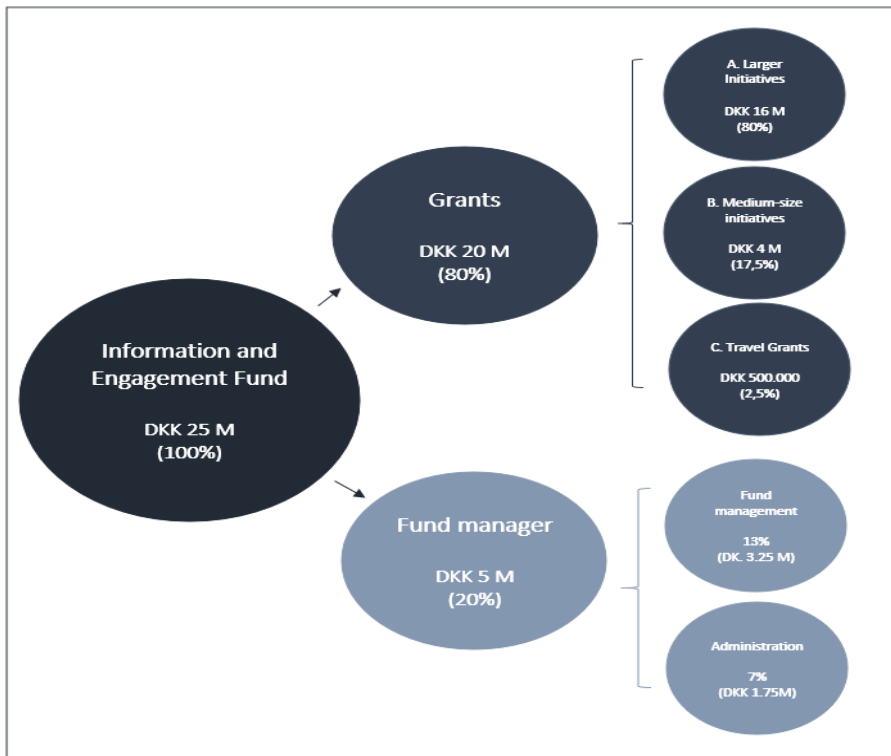 Information and
Engagement Fund
DKK 25 M
(100%)
Grants
DKK 20 M
(80%)
A. Larger
Initiatives
DKK 16 M
(80%)
B. Medium-size
initiatives
DKK 4 M
(17,5%)
C. Travel Grants
DKK 500.000
(2,5%)
Fund manager
DKK 5 M
(20%)
Fund
management
13%
(DK. 3.25 M)
Administration
7%
(DKK 1.75M)